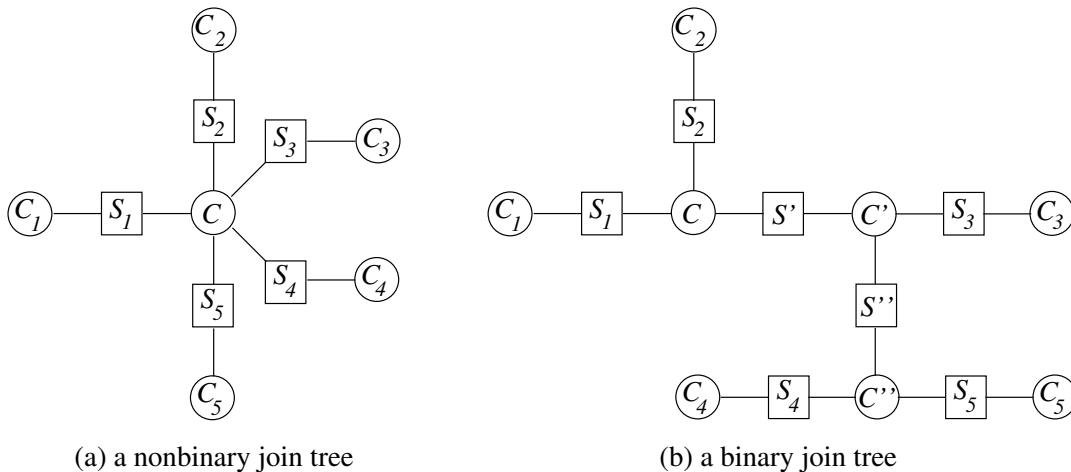 C2
C2
S2
S3
C3
S2
C1
S1
C
C1
S1
C
S'
C'
S3
C3
S4
C4
S5
S''
C5
C4
S4
C''
S5
C5
(a) a nonbinary join tree
(b) a binary join tree